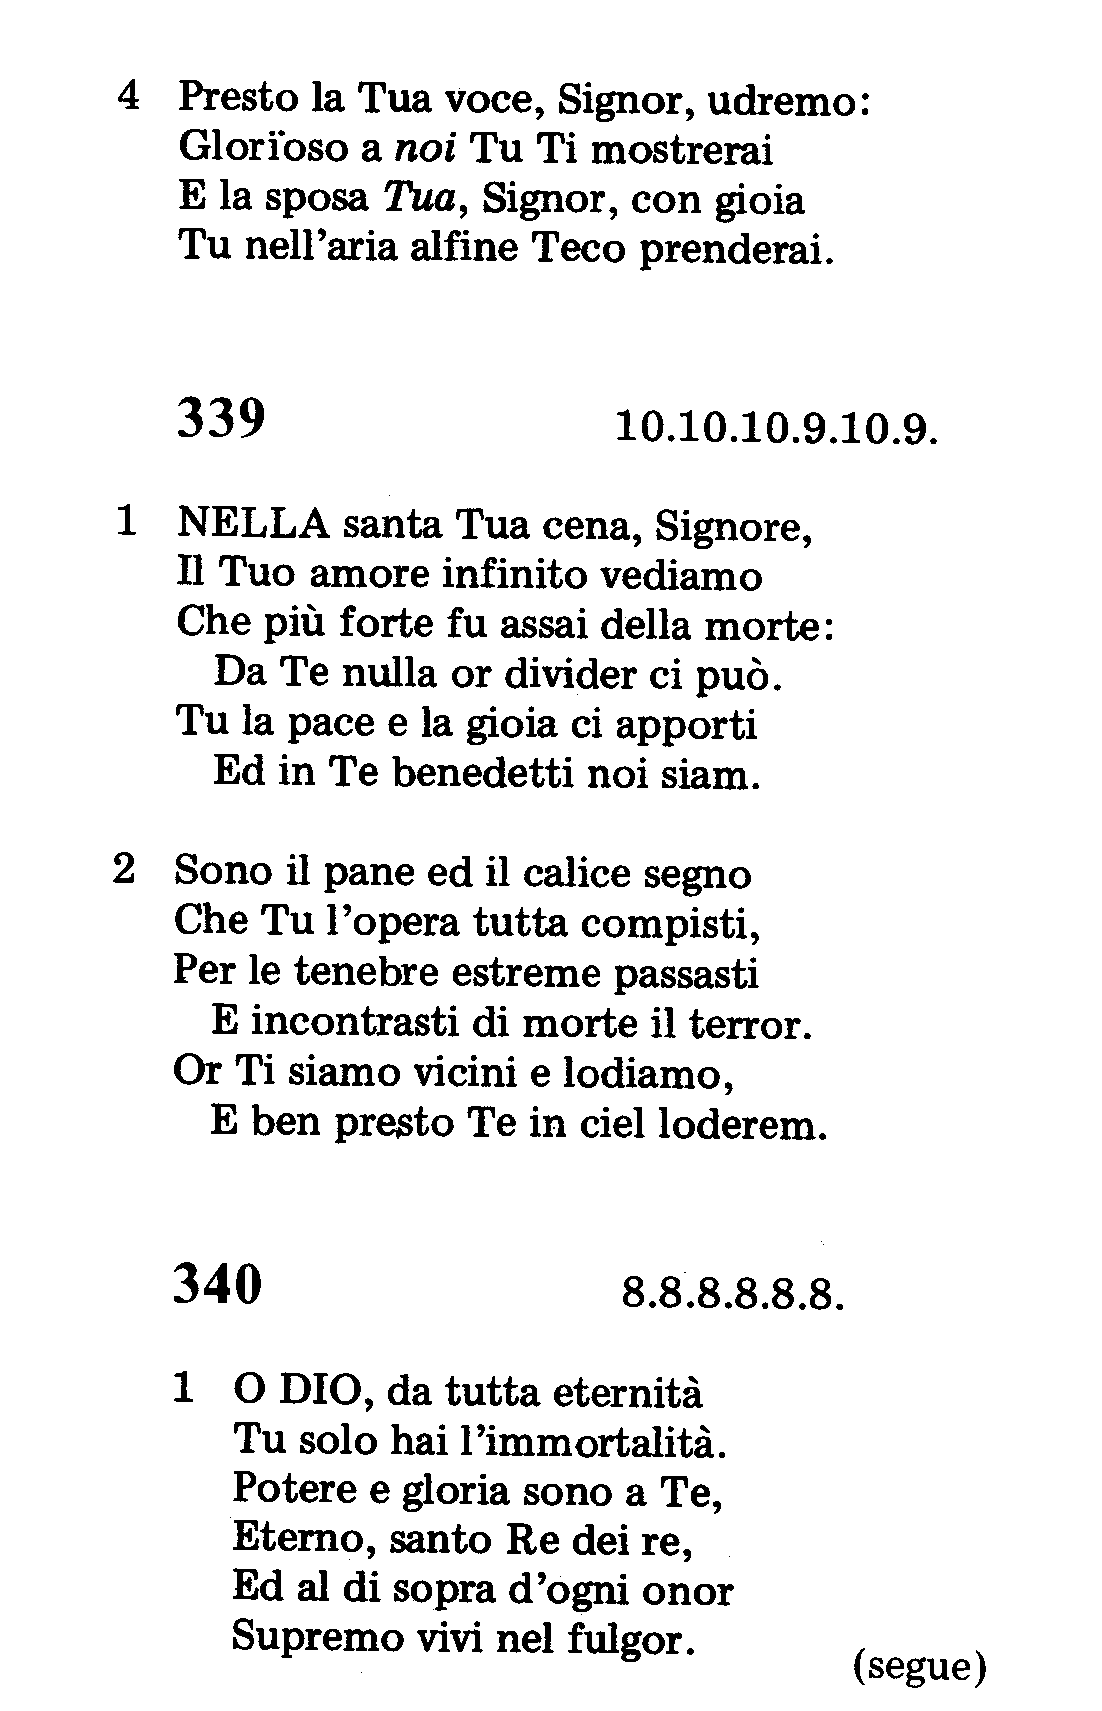 4 Presto la Tua voce, Signor, udremo:
Glorïoso a noi Tu Ti mostrerai
E la sposa Tua, Signor, con gioia
Tu nell’aria alfine Teco prenderai.
339 10.10.10.9.10.9.
1 NELLA santa Tua cena, Signore,
Il Tuo amore infinito vediamo
Che più forte fu assai della morte:
Da Te nulla or divider ci può.
Tu la pace e la gioia ci apporti
Ed in Te benedetti noi siam.
2 Sono il pane ed il calice segno
Che Tu l’opera tutta compisti,
Per le tenebre estreme passasti
E incontrasti di morte il terror.
Or Ti siamo vicini e lodiamo,
E ben presto Te in ciel loderem.
340 8.8.8.8.8.8.
1 O DIO, da tutta eternità
Tu solo hai l’immortalità.
Potere e gloria sono a Te,
Eterno, santo Re dei re,
Ed al di sopra d’ogni onor
Supremo vivi nel fulgor.
(segue)